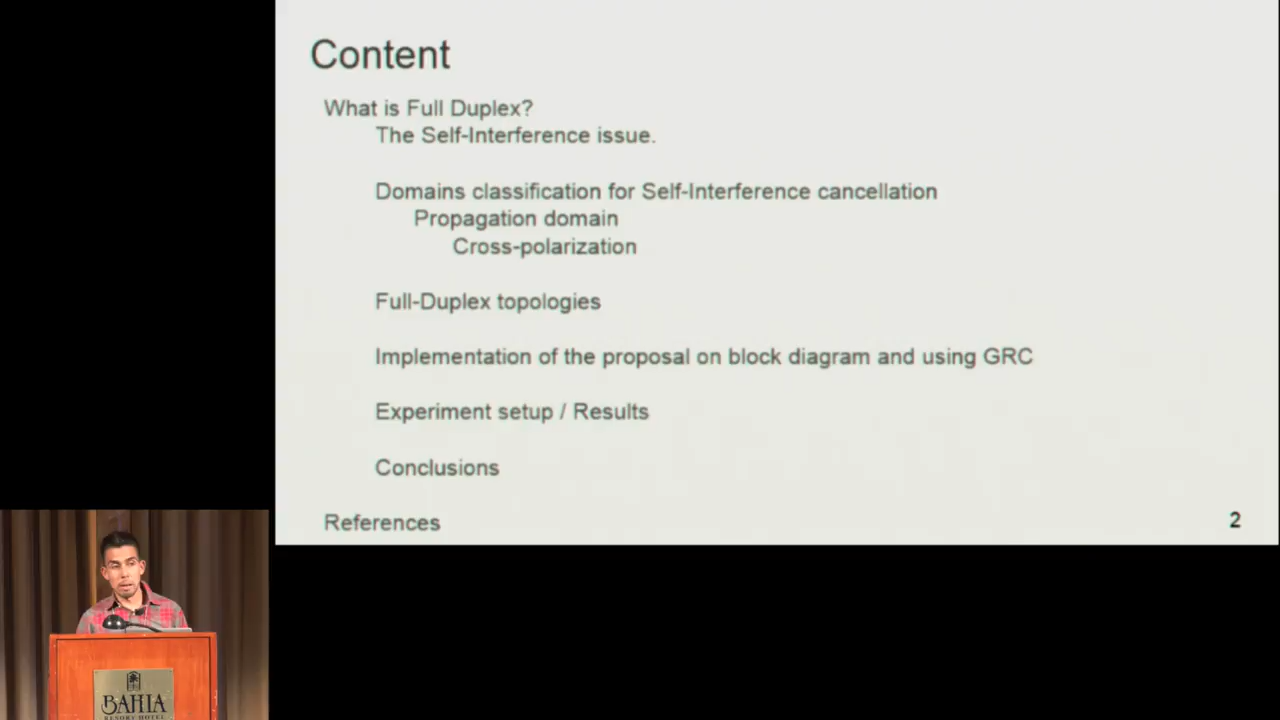 Content
What is Full Duplex?
The Self-Interference issue.
Domains classification for Self-Interference cancellation
Propagation domain
Cross-polarization
Full-Duplex topologies
Implementation of the proposal on block diagram and using GRC
Experiment setup / Results
Conclusions
References
2
BAHIA
RESORT HOTEL